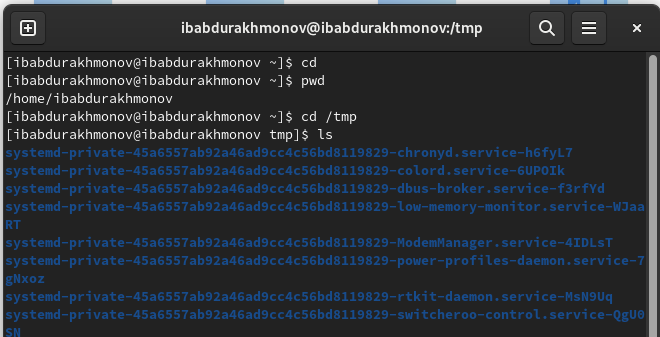 ibabdurakhmonov@ibabdurakhmonov:/tmp
[ibabdurakhmonov@ibabdurakhmonov ~]$ cd
[ibabdurakhmonov@ibabdurakhmonov ~]$ pwd
/home/ibabdurakhmonov
[ibabdurakhmonov@ibabdurakhmonov ~]$ cd /tmp
[ibabdurakhmonov@ibabdurakhmonov tmp]$ ls
systemd-private-45a6557ab92a46ad9cc4c56bd8119829-chronyd.service-h6fyL7
systemd-private-45a6557ab92a46ad9cc4c56bd8119829-colord.service-6UPOIk
systemd-private-45a6557ab92a46ad9cc4c56bd8119829-dbus-broker.service-f3rfYd
systemd-private-45a6557ab92a46ad9cc4c56bd8119829-low-memory-monitor.service-WJaa
RT
systemd-private-45a6557ab92a46ad9cc4c56bd8119829-ModemManager.service-4IDLsT
systemd-private-45a6557ab92a46ad9cc4c56bd8119829-power-profiles-daemon.service-7
gNxoz
systemd-private-45a6557ab92a46ad9cc4c56bd8119829-rtkit-daemon.service-MsN9Uq
systemd-private-45a6557ab92a46ad9cc4c56bd8119829-switcheroo-control.service-QgU0
SN